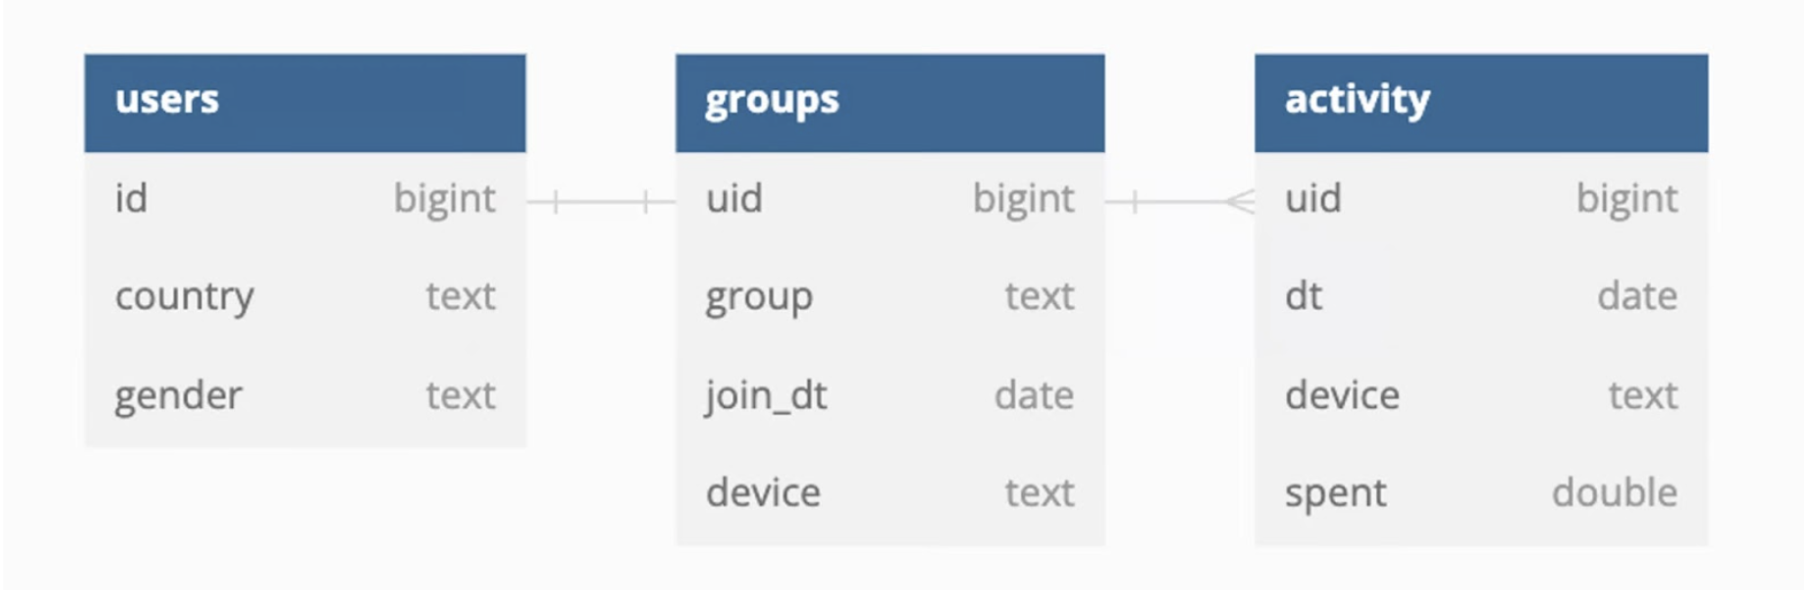 users
id bigint
country text
gender text
groups
uid bigint
group text
join_dt date
device text
activity
uid bigint
dt date
device text
spent double